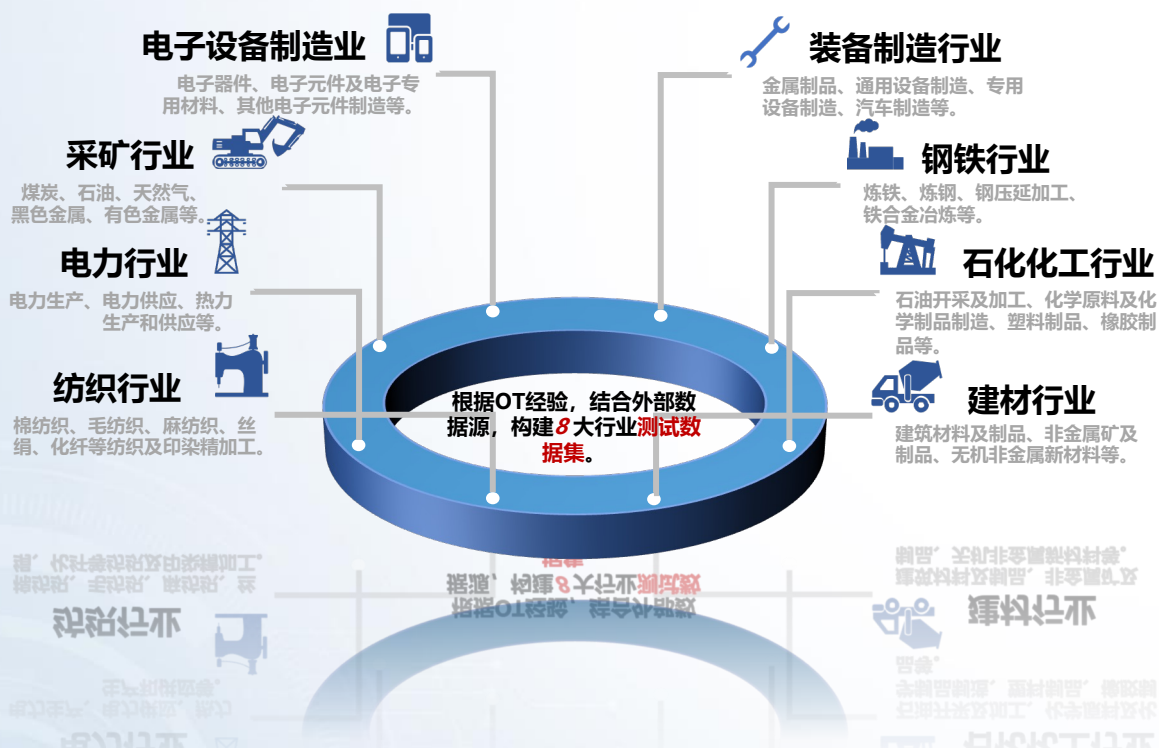 电子设备制造业
电子器件、电子元件及电子专
用材料、其他电子元件制造等。
采矿行业
煤炭、石油、天然气、
黑色金属、有色金属等。
电力行业
电力生产、电力供应、热力
生产和供应等。
纺织行业
棉纺织、毛纺织、麻纺织、丝
绢、化纤等纺织及印染精加工。
装备制造行业
金属制品、通用设备制造、专用
设备制造、汽车制造等。
钢铁行业
炼铁、炼钢、钢压延加工、
铁合金冶炼等。
石化化工行业
石油开采及加工、化学原料及化
学制品制造、塑料制品、橡胶制
品等。
建材行业
建筑材料及制品、非金属矿及
制品、无机非金属新材料等。
根据OT经验，结合外部数
据源，构建8大行业测试数
据集。